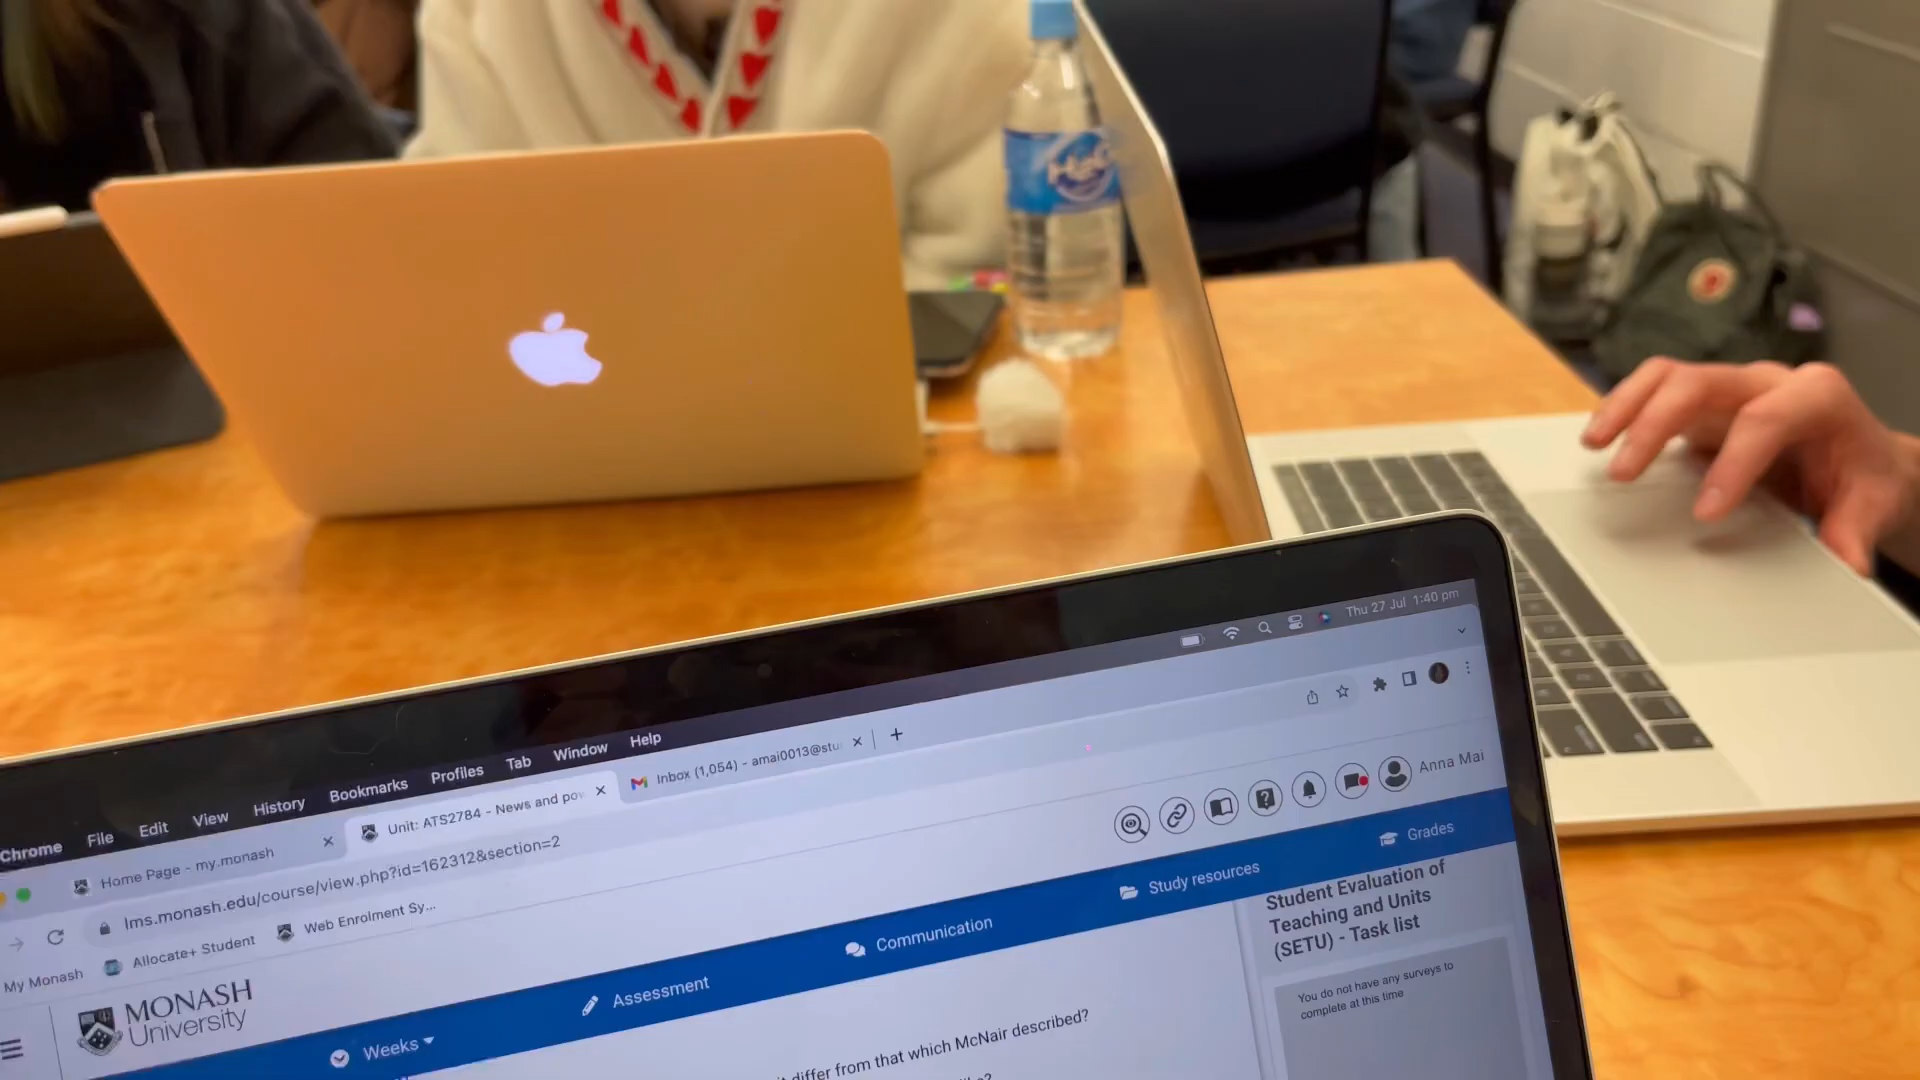 H2O
Thu 27 Jul 1:40 pm
Chrome File Edit View History Bookmarks Profiles Tab Window Help
Home Page - my.monash
Unit: ATS2784 - News and pow
Inbox (1,054) - amai0013@stu
lms.monash.edu/course/view.php?id=162312&section=2
My Monash
Allocate+ Student
Web Enrolment Sy...
Anna Mai
MONASH
University
Weeks
Assessment
Communication
Study resources
Grades
Student Evaluation of
Teaching and Units
(SETU) - Task list
You do not have any surveys to
complete at this time
differ from that which McNair described?